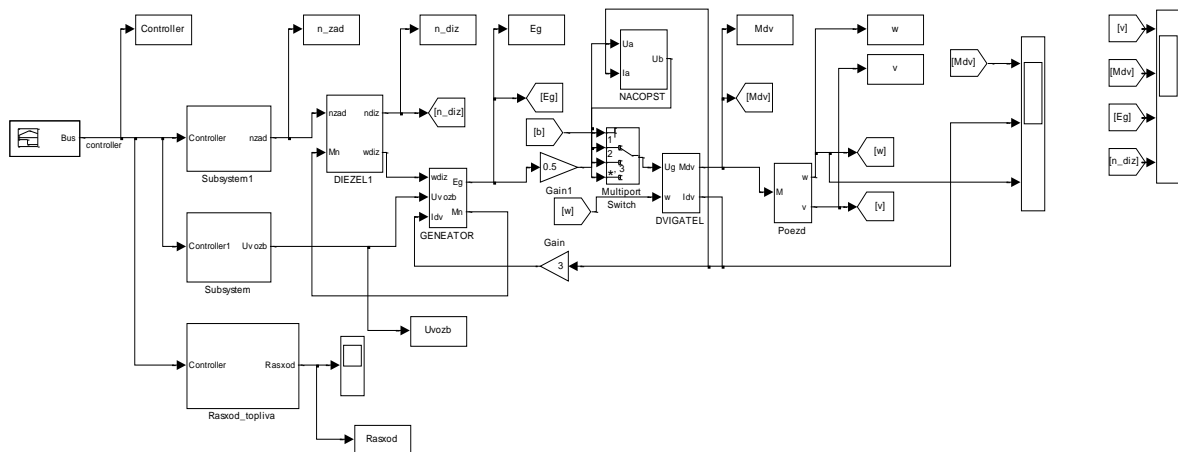 Controller
n_zad
n_diz
Eg
Mdv
w
v
[v]
[Mdv]
[Eg]
[n_diz]
[Mdv]
Ua
Ia
Ub
NACOPST
[n_diz]
[Eg]
[Mdv]
Bus
controller
Controller
nzad
Subsystem1
nzad
Mn
ndiz
wdiz
DIEZEL1
[b]
1
2
3
*
Multiport
Switch
0.5
Gain1
[w]
wdiz
Uvozb
Idv
Eg
Mn
GENEATOR
Ug
w
Mdv
Idv
DVIGATEL
M
w
v
Poezd
[w]
[v]
Controller1
Uvozb
Subsystem
Gain
3
Uvozb
Controller
Rasxod
Rasxod_topliva
Rasxod